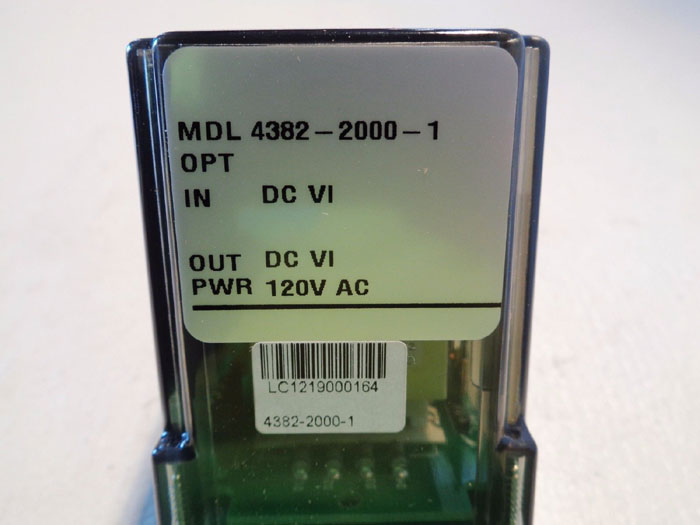 MDL 4382-2000-1
OPT
IN DC VI
OUT DC VI
PWR 120V AC
LC1219000164
4382-2000-1